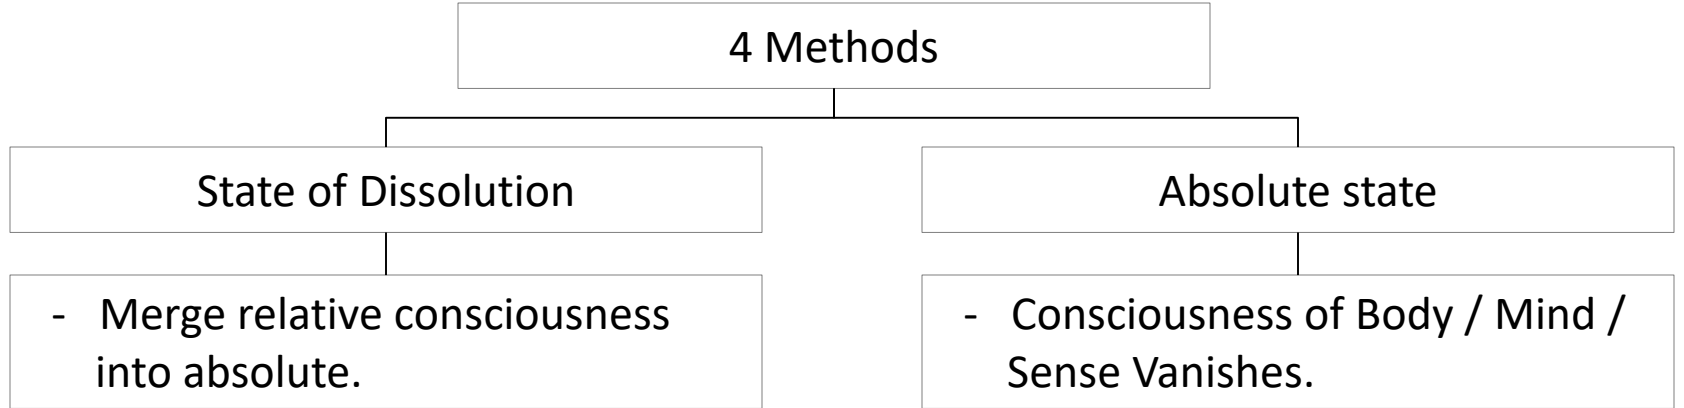 4 Methods
State of Dissolution
Absolute state
- Merge relative consciousness
into absolute.
- Consciousness of Body / Mind /
Sense Vanishes.